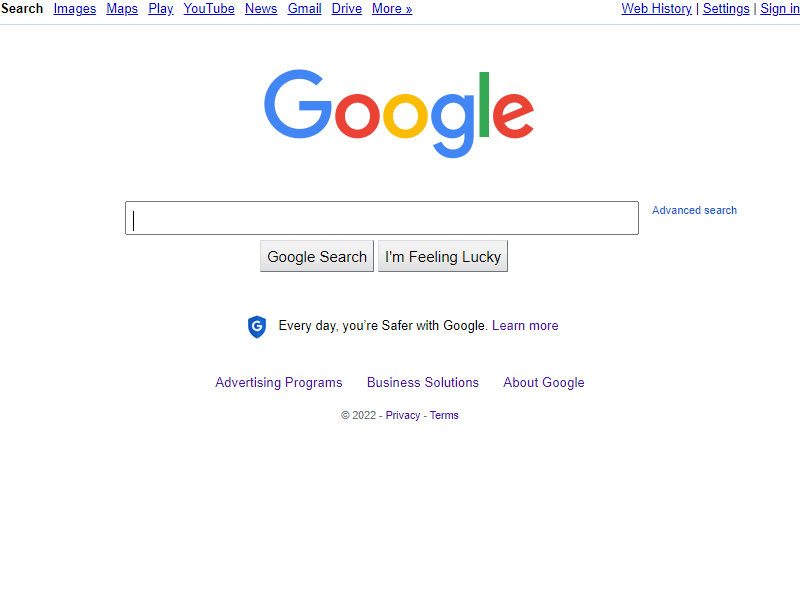 Search Images Maps Play YouTube News Gmail Drive More » Web History | Settings | Sign in
Google
Advanced search
Google Search I'm Feeling Lucky
G Every day, you're Safer with Google. Learn more
Advertising Programs Business Solutions About Google
© 2022 - Privacy - Terms